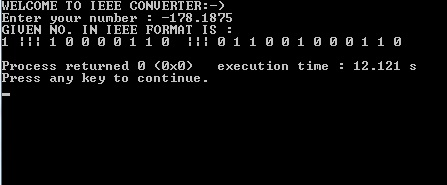 WELCOME TO IEEE CONVERTER:-)
Enter your number : -178.1875
GIVEN NO. IN IEEE FORMAT IS :
1 ¦¦¦ 1 0 0 0 0 1 1 0 ¦¦¦ 0 1 1 0 0 1 0 0 0 1 1 0
Process returned 0 (0x0)   execution time : 12.121 s
Press any key to continue.